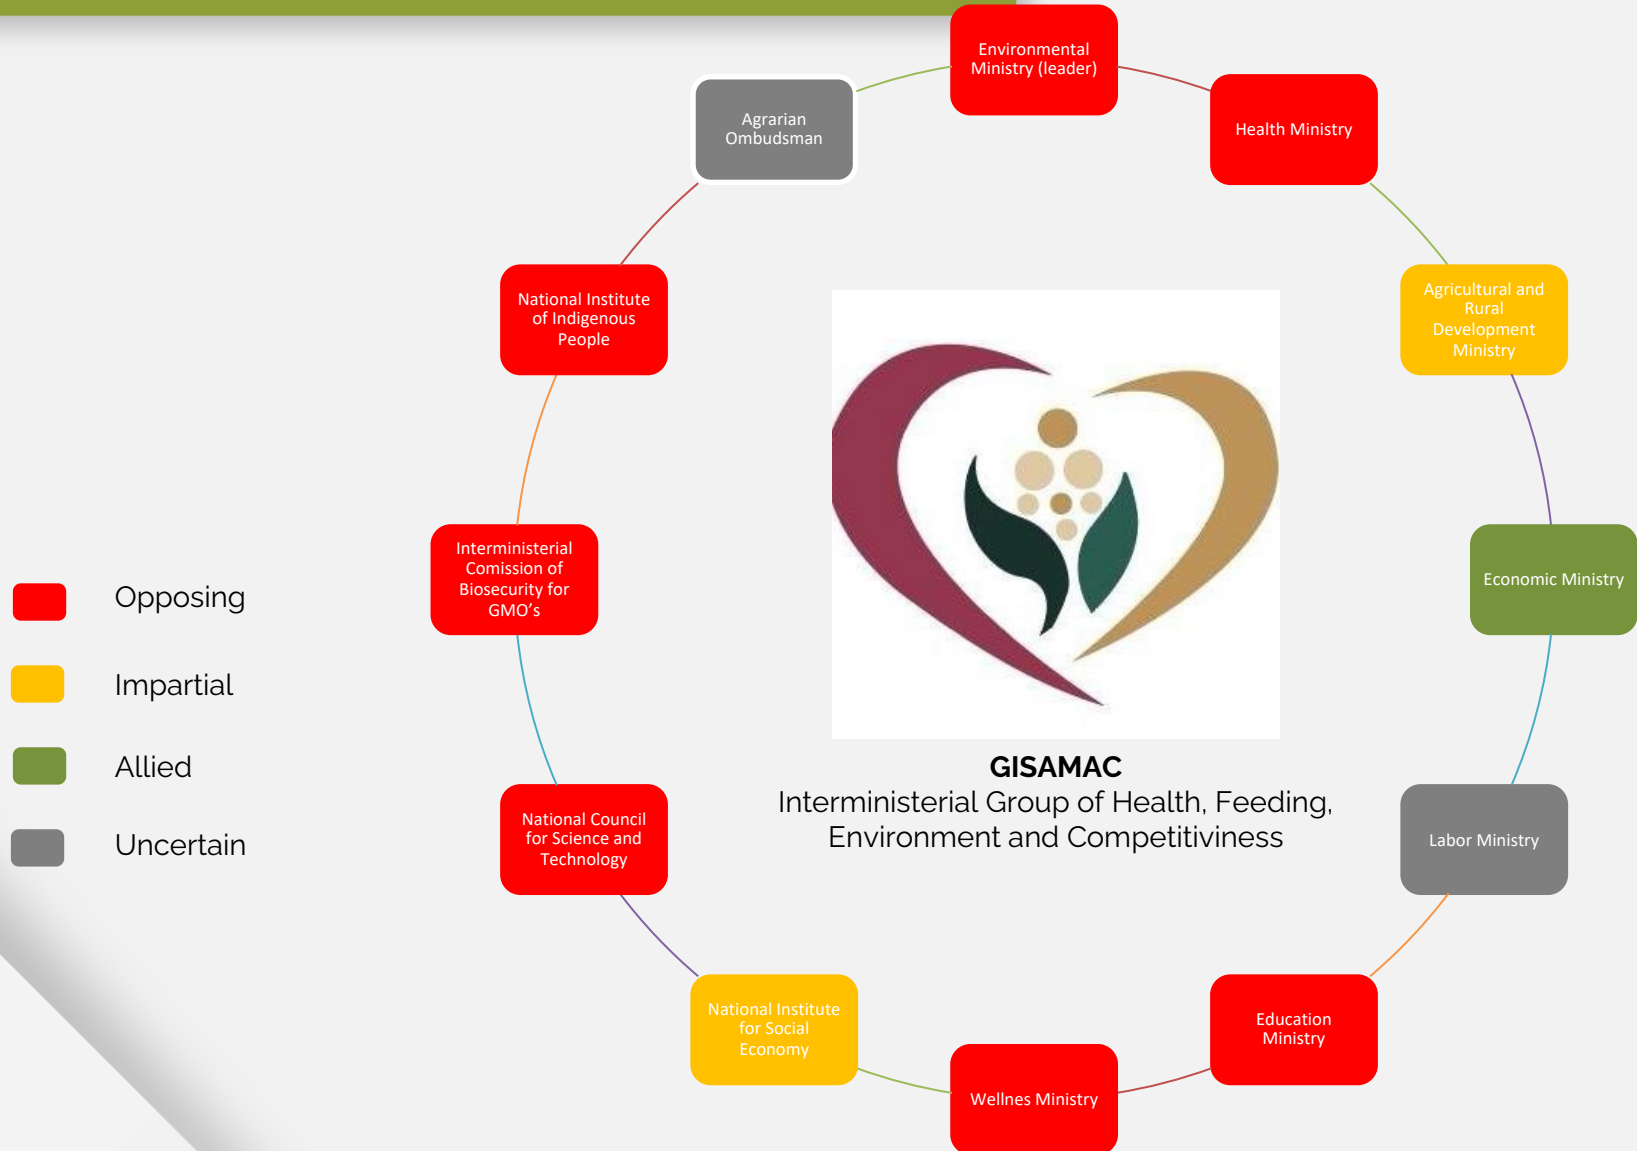 Environmental
Ministry (leader)
Health Ministry
Agricultural and
Rural
Development
Ministry
Economic Ministry
Labor Ministry
Education
Ministry
Wellnes Ministry
National Institute
for Social
Economy
National Council
for Science and
Technology
Interministerial
Comission of
Biosecurity for
GMO's
National Institute
of Indigenous
People
Agrarian
Ombudsman
GISAMAC
Interministerial Group of Health, Feeding,
Environment and Competitiviness
Opposing
Impartial
Allied
Uncertain